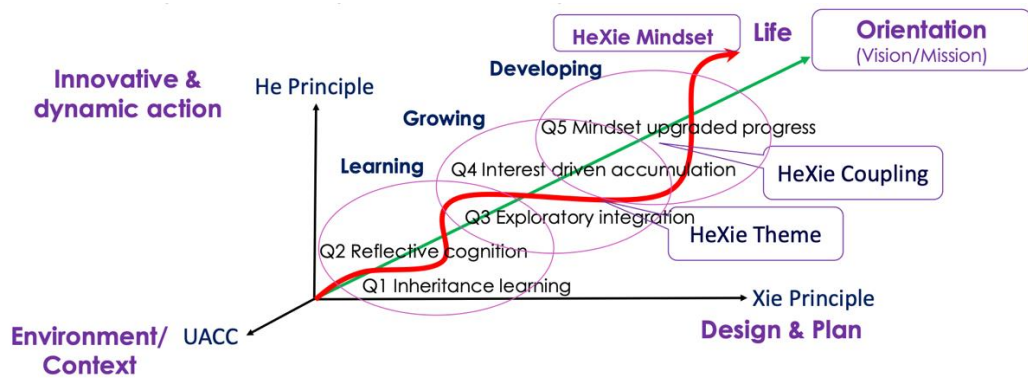 HeXie Mindset
Life
Orientation
(Vision/Mission)
Innovative &
dynamic action
He Principle
Developing
Growing
Learning
Q5 Mindset upgraded progress
Q4 Interest driven accumulation
HeXie Coupling
Q3 Exploratory integration
HeXie Theme
Q2 Reflective cognition
Q1 Inheritance learning
Xie Principle
Design & Plan
Environment/
Context
UACC